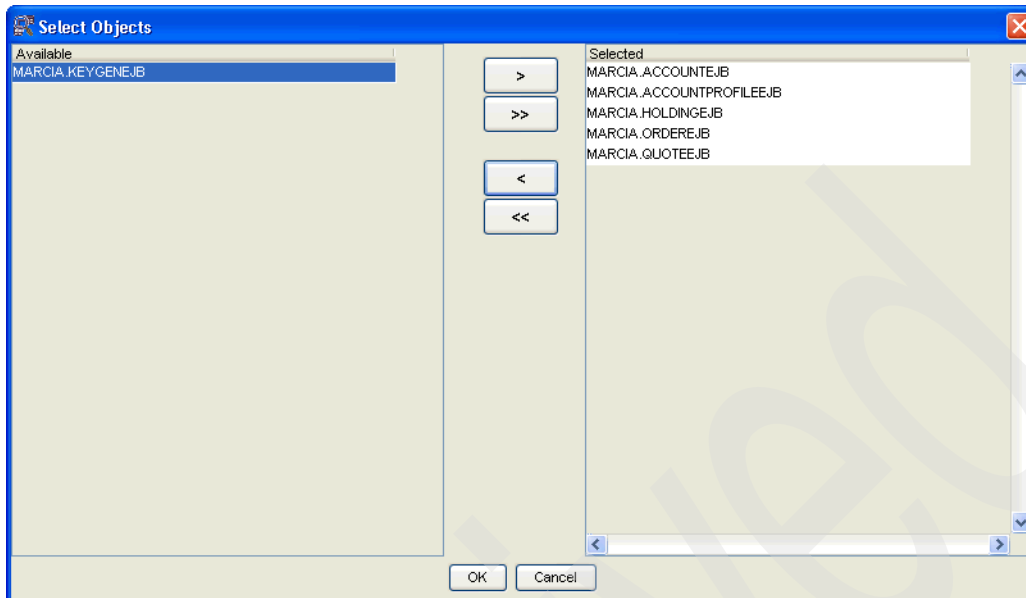 Select Objects
Available
MARCIA.KEYGENEJB
>
>>
<
<<
Selected
MARCIA.ACCOUNTEJB
MARCIA.ACCOUNTPROFILEEJB
MARCIA.HOLDINGEJB
MARCIA.ORDEREJB
MARCIA.QUOTEEJB
OK
Cancel